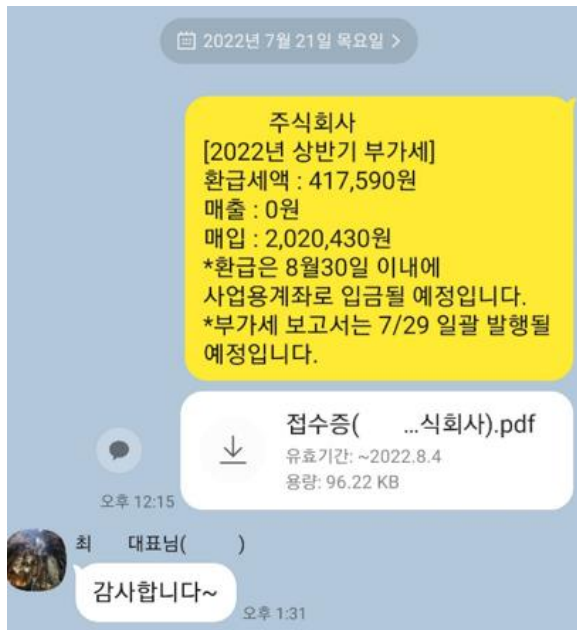 2022년 7월 21일 목요일 >
주식회사
[2022년 상반기 부가세]
환급세액 : 417,590원
매출 : 0원
매입 : 2,020,430원
*환급은 8월30일 이내에
사업용계좌로 입금될 예정입니다.
*부가세 보고서는 7/29 일괄 발행될
예정입니다.
접수증( ...식회사).pdf
유효기간: ~2022.8.4
용량: 96.22 KB
오후 12:15
최 대표님( )
감사합니다~
오후 1:31